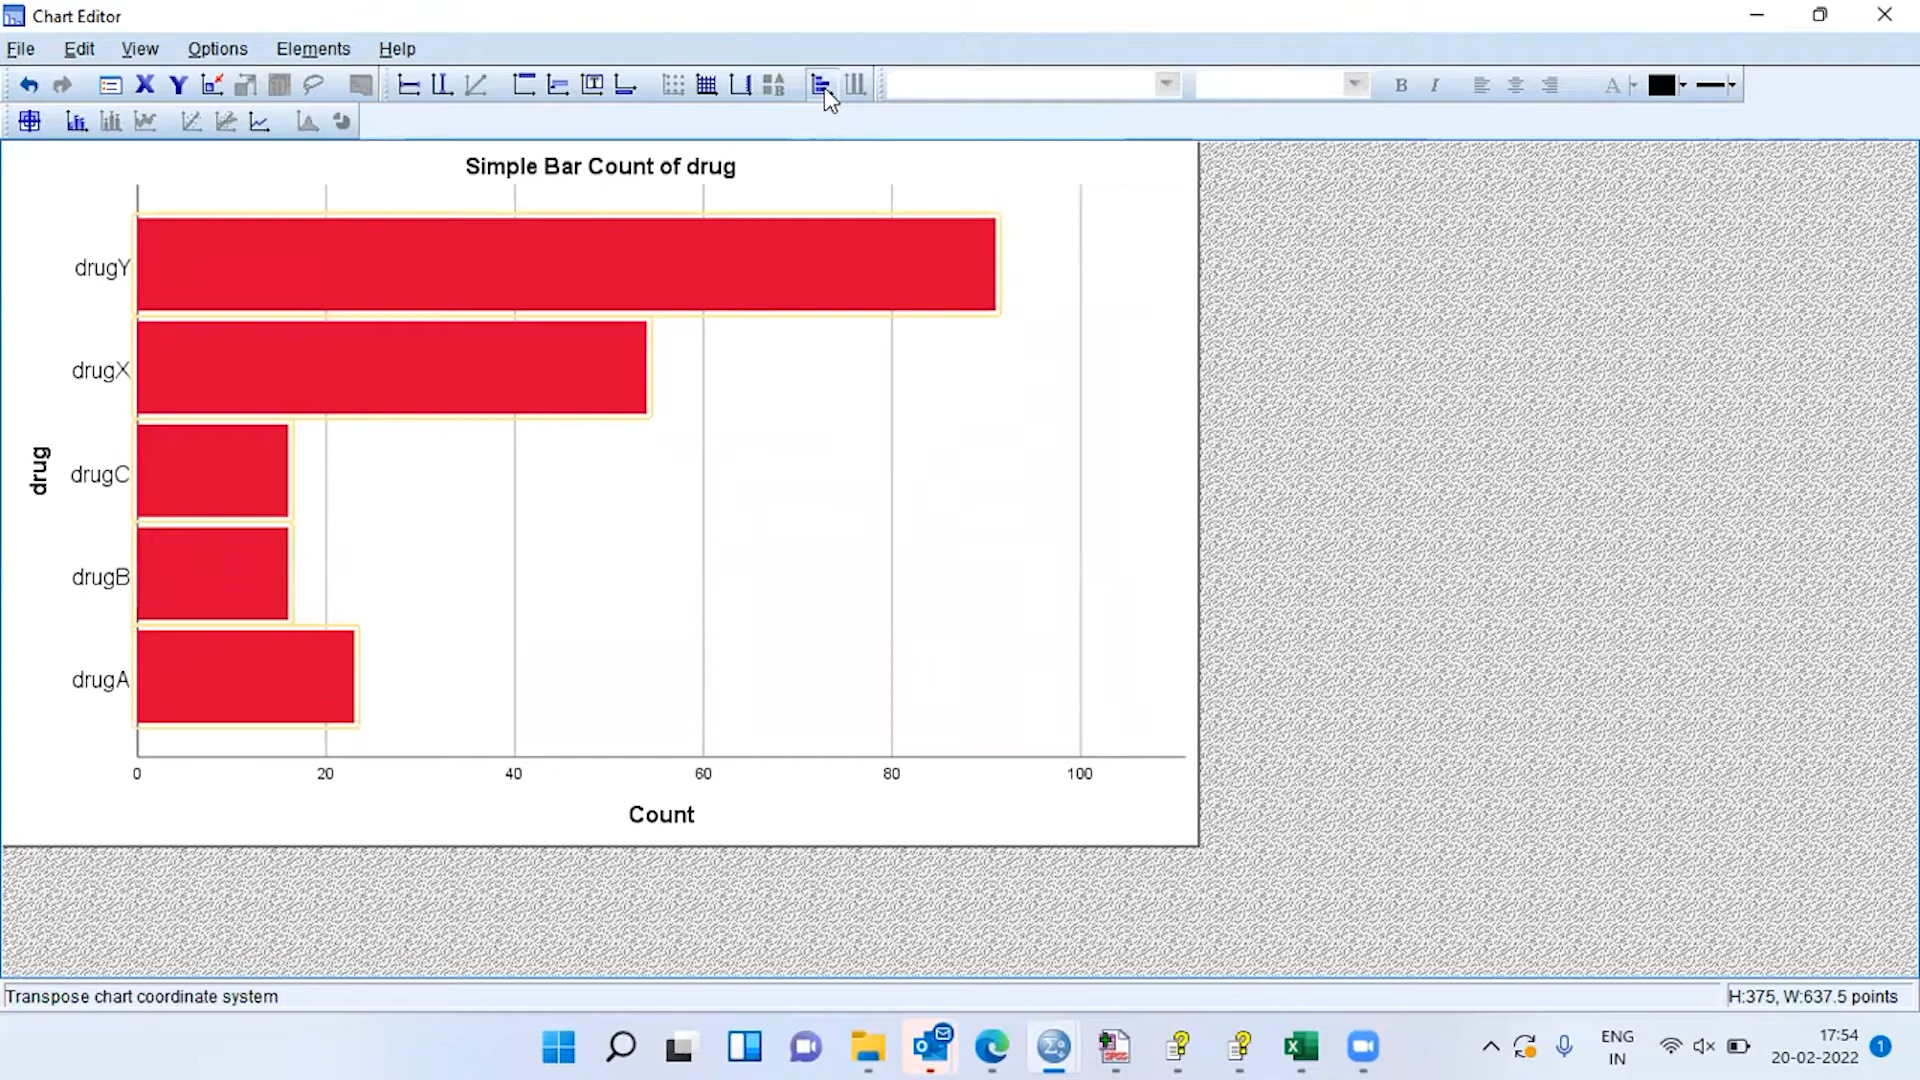 Chart Editor
File Edit View Options Elements Help
X Y
B I A
Simple Bar Count of drug
drugY
drugX
drugC
drugB
drugA
drug
0 20 40 60 80 100
Count
Transpose chart coordinate system
H:375, W:637.5 points
ENG
IN
17:54
20-02-2022
1